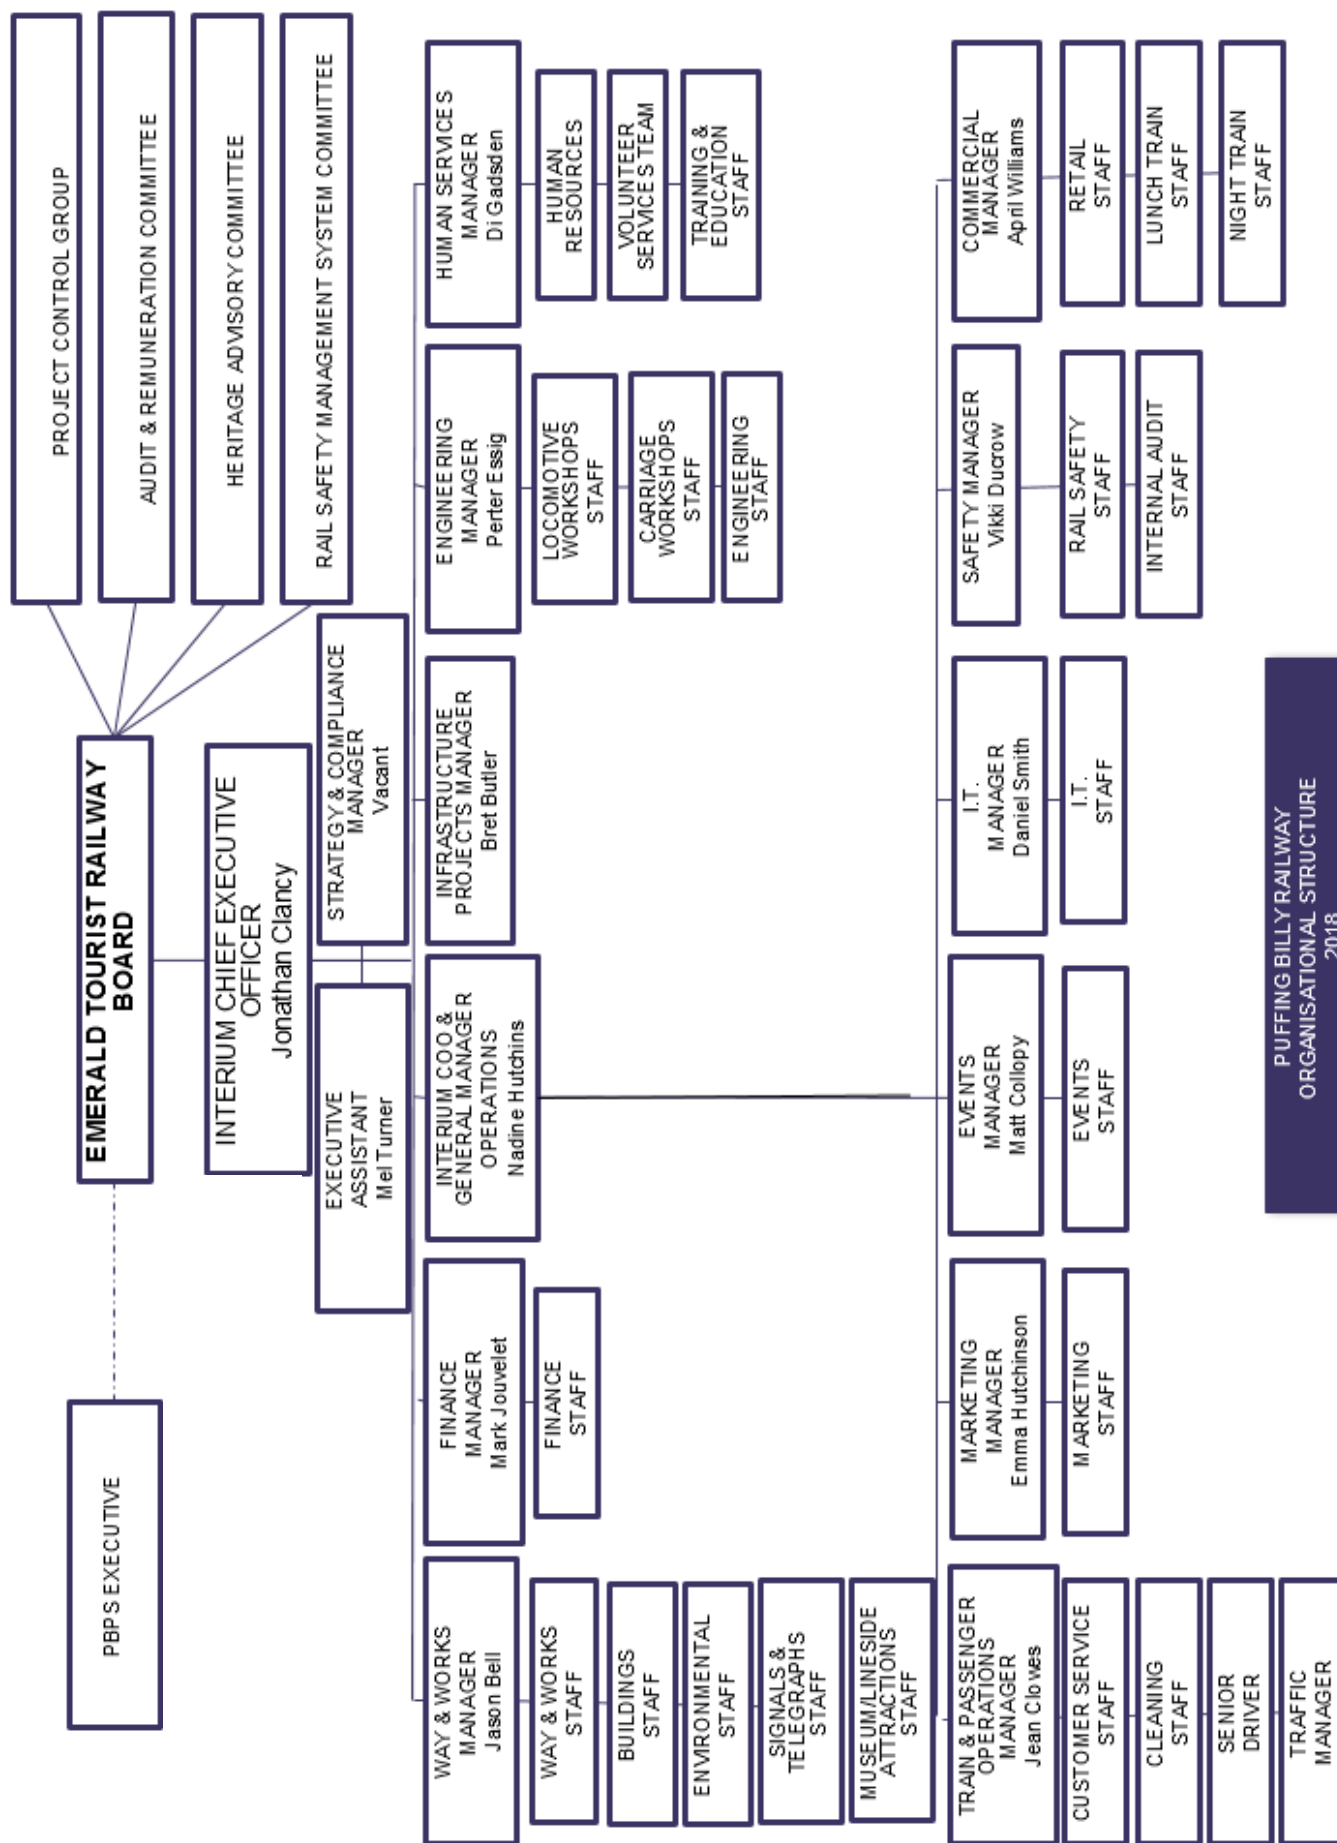 PROJECT CONTROL GROUP
AUDIT & REMUNERATION COMMITTEE
HERITAGE ADVISORY COMMITTEE
RAIL SAFETY MANAGEMENT SYSTEM COMMITTEE
PBPS EXECUTIVE
EMERALD TOURIST RAILWAY
BOARD
INTERIUM CHIEF EXECUTIVE
OFFICER
Jonathan Clancy
EXECUTIVE
ASSISTANT
Mel Turner
STRATEGY & COMPLIANCE
MANAGER
Vacant
WAY & WORKS
MANAGER
Jason Bell
WAY & WORKS
STAFF
BUILDINGS
STAFF
ENVIRONMENTAL
STAFF
SIGNALS &
TELEGRAPHS
STAFF
MUSEUM/LINESIDE
ATTRACTIONS
STAFF
FINANCE
MANAGER
Mark Jouvelet
FINANCE
STAFF
INTERIUM COO &
GENERAL MANAGER
OPERATIONS
Nadine Hutchins
INFRASTRUCTURE
PROJECTS MANAGER
Bret Butler
ENGINEERING
MANAGER
Perter Essig
LOCOMOTIVE
WORKSHOPS
STAFF
CARRIAGE
WORKSHOPS
STAFF
ENGINEERING
STAFF
HUMAN SERVICES
MANAGER
Di Gadsden
HUMAN
RESOURCES
VOLUNTEER
SERVICES TEAM
TRAINING &
EDUCATION
STAFF
TRAIN & PASSENGER
OPERATIONS
MANAGER
Jean Clowes
CUSTOMER SERVICE
STAFF
CLEANING
STAFF
SENIOR
DRIVER
TRAFFIC
MANAGER
MARKETING
MANAGER
Emma Hutchinson
MARKETING
STAFF
EVENTS
MANAGER
Matt Collopy
EVENTS
STAFF
I.T.
MANAGER
Daniel Smith
I.T.
STAFF
SAFETY MANAGER
Vikki Ducrow
RAIL SAFETY
STAFF
INTERNAL AUDIT
STAFF
COMMERCIAL
MANAGER
April Williams
RETAIL
STAFF
LUNCH TRAIN
STAFF
NIGHT TRAIN
STAFF
PUFFING BILLY RAILWAY
ORGANISATIONAL STRUCTURE
2018